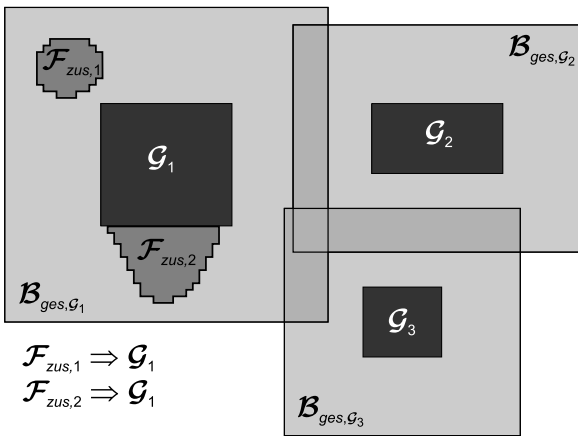 𝓕zus,1
𝓑ges,𝓖2
𝓖1
𝓖2
𝓕zus,2
𝓑ges,𝓖1
𝓖3
𝓕zus,1 ⇒ 𝓖1
𝓕zus,2 ⇒ 𝓖1
𝓑ges,𝓖3